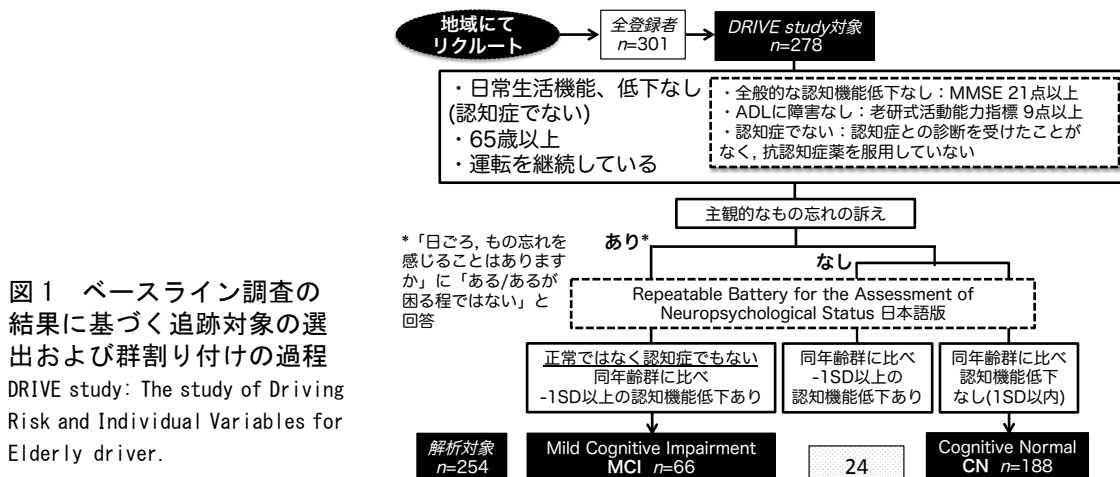 地域にて
リクルート
全登録者
n=301
DRIVE study対象
n=278
・日常生活機能、低下なし
(認知症でない)
・65歳以上
・運転を継続している
・全般的な認知機能低下なし：MMSE 21点以上
・ADLに障害なし：老研式活動能力指標 9点以上
・認知症でない：認知症との診断を受けたことが
なく, 抗認知症薬を服用していない
主観的なもの忘れの訴え
*「日ごろ, もの忘れを
感じることはあります
か」に「ある/あるが
困る程ではない」と
回答
あり*
なし
Repeatable Battery for the Assessment of
Neuropsychological Status 日本語版
正常ではなく認知症でもない
同年齢群に比べ
-1SD以上の認知機能低下あり
同年齢群に比べ
-1SD以上の
認知機能低下あり
同年齢群に比べ
認知機能低下
なし(1SD以内)
解析対象
n=254
Mild Cognitive Impairment
MCI n=66
24
Cognitive Normal
CN n=188
図1 ベースライン調査の
結果に基づく追跡対象の選
出および群割り付けの過程
DRIVE study: The study of Driving
Risk and Individual Variables for
Elderly driver.